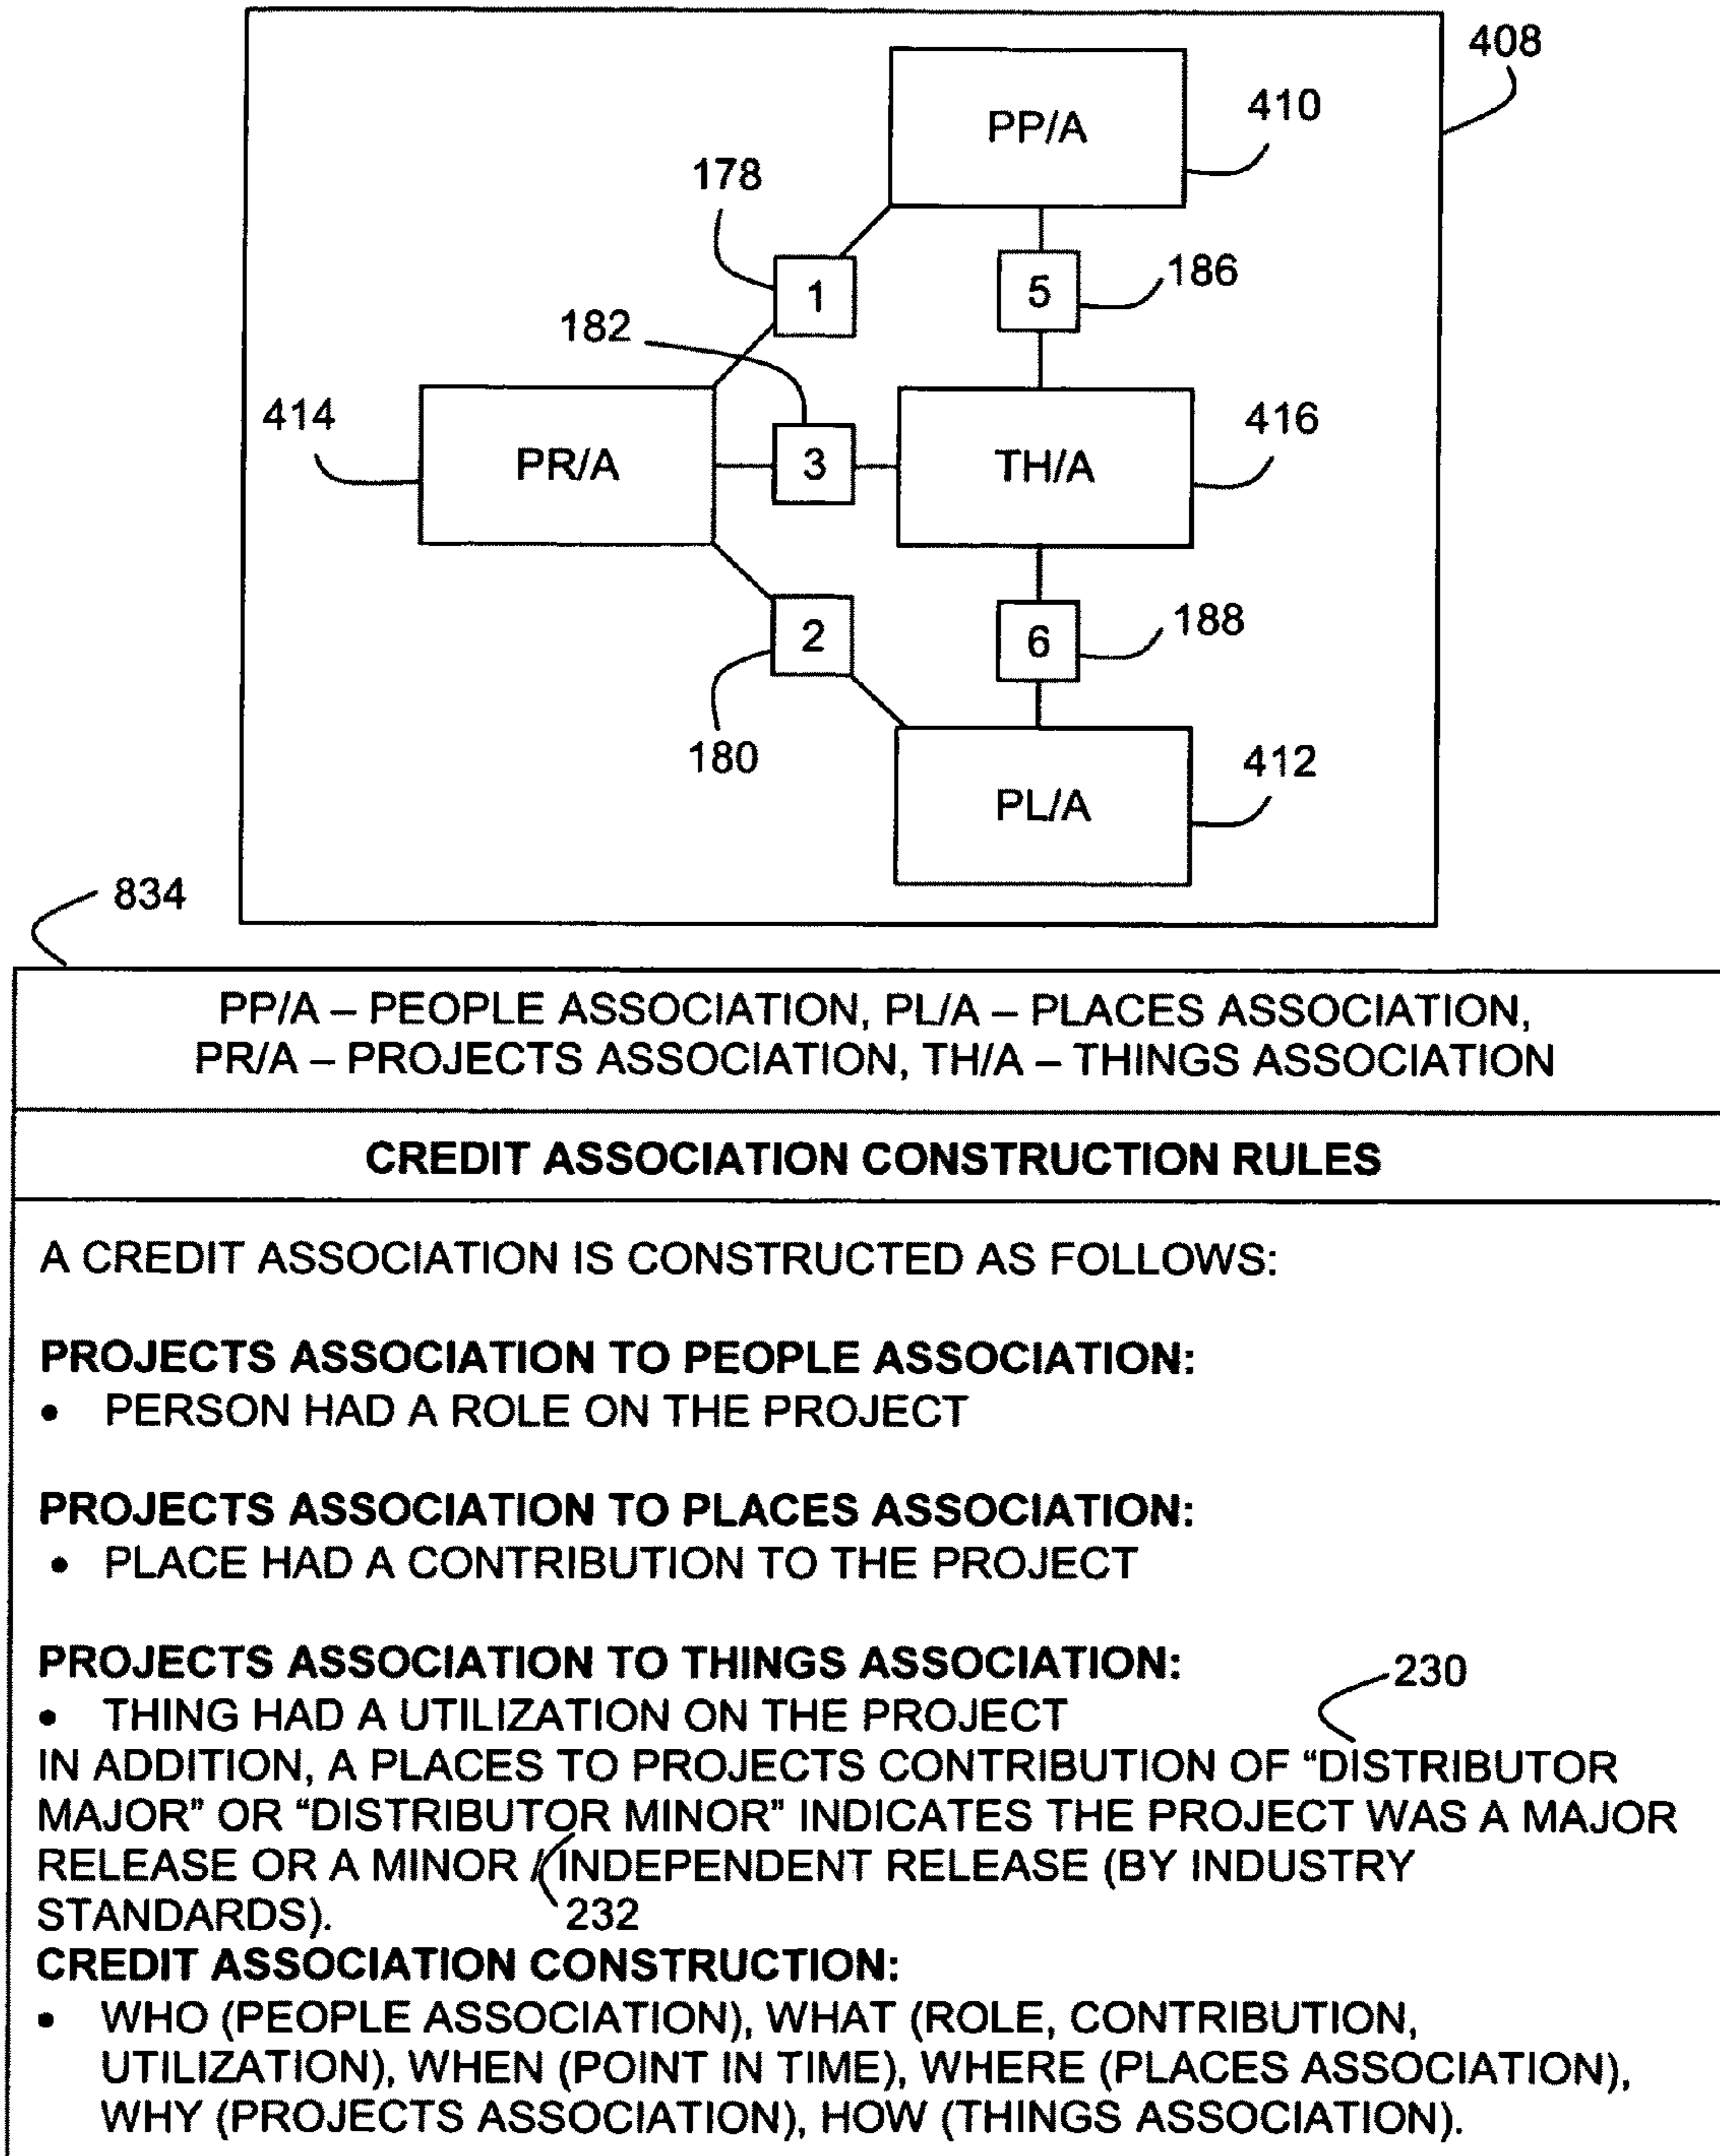 408
PP/A
410
178
1
5
186
182
414
PR/A
3
TH/A
416
2
6
188
180
PL/A
412
834
PP/A – PEOPLE ASSOCIATION, PL/A – PLACES ASSOCIATION,
PR/A – PROJECTS ASSOCIATION, TH/A – THINGS ASSOCIATION
CREDIT ASSOCIATION CONSTRUCTION RULES
A CREDIT ASSOCIATION IS CONSTRUCTED AS FOLLOWS:
PROJECTS ASSOCIATION TO PEOPLE ASSOCIATION:
• PERSON HAD A ROLE ON THE PROJECT
PROJECTS ASSOCIATION TO PLACES ASSOCIATION:
• PLACE HAD A CONTRIBUTION TO THE PROJECT
PROJECTS ASSOCIATION TO THINGS ASSOCIATION:
230
• THING HAD A UTILIZATION ON THE PROJECT
IN ADDITION, A PLACES TO PROJECTS CONTRIBUTION OF “DISTRIBUTOR
MAJOR” OR “DISTRIBUTOR MINOR” INDICATES THE PROJECT WAS A MAJOR
RELEASE OR A MINOR / INDEPENDENT RELEASE (BY INDUSTRY
STANDARDS).
232
CREDIT ASSOCIATION CONSTRUCTION:
• WHO (PEOPLE ASSOCIATION), WHAT (ROLE, CONTRIBUTION,
UTILIZATION), WHEN (POINT IN TIME), WHERE (PLACES ASSOCIATION),
WHY (PROJECTS ASSOCIATION), HOW (THINGS ASSOCIATION).